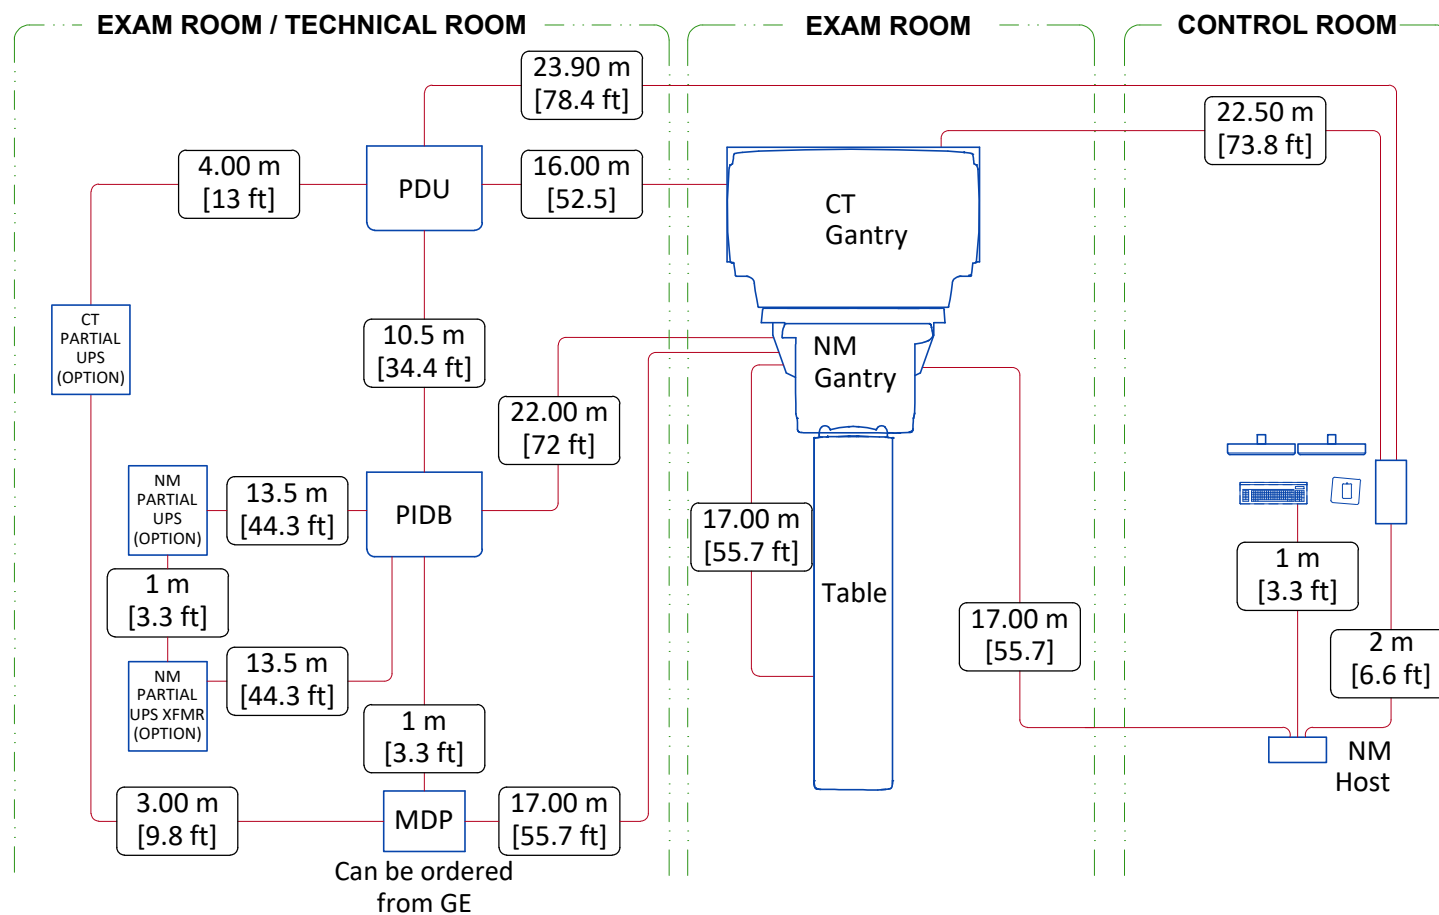 EXAM ROOM / TECHNICAL ROOM
EXAM ROOM
CONTROL ROOM
23.90 m
[78.4 ft]
22.50 m
[73.8 ft]
4.00 m
[13 ft]
PDU
16.00 m
[52.5]
CT
Gantry
CT
PARTIAL
UPS
(OPTION)
10.5 m
[34.4 ft]
NM
Gantry
22.00 m
[72 ft]
NM
PARTIAL
UPS
(OPTION)
13.5 m
[44.3 ft]
PIDB
17.00 m
[55.7 ft]
1 m
[3.3 ft]
1 m
[3.3 ft]
Table
17.00 m
[55.7]
2 m
[6.6 ft]
NM
PARTIAL
UPS XFMR
(OPTION)
13.5 m
[44.3 ft]
1 m
[3.3 ft]
NM
Host
3.00 m
[9.8 ft]
MDP
17.00 m
[55.7 ft]
Can be ordered
from GE